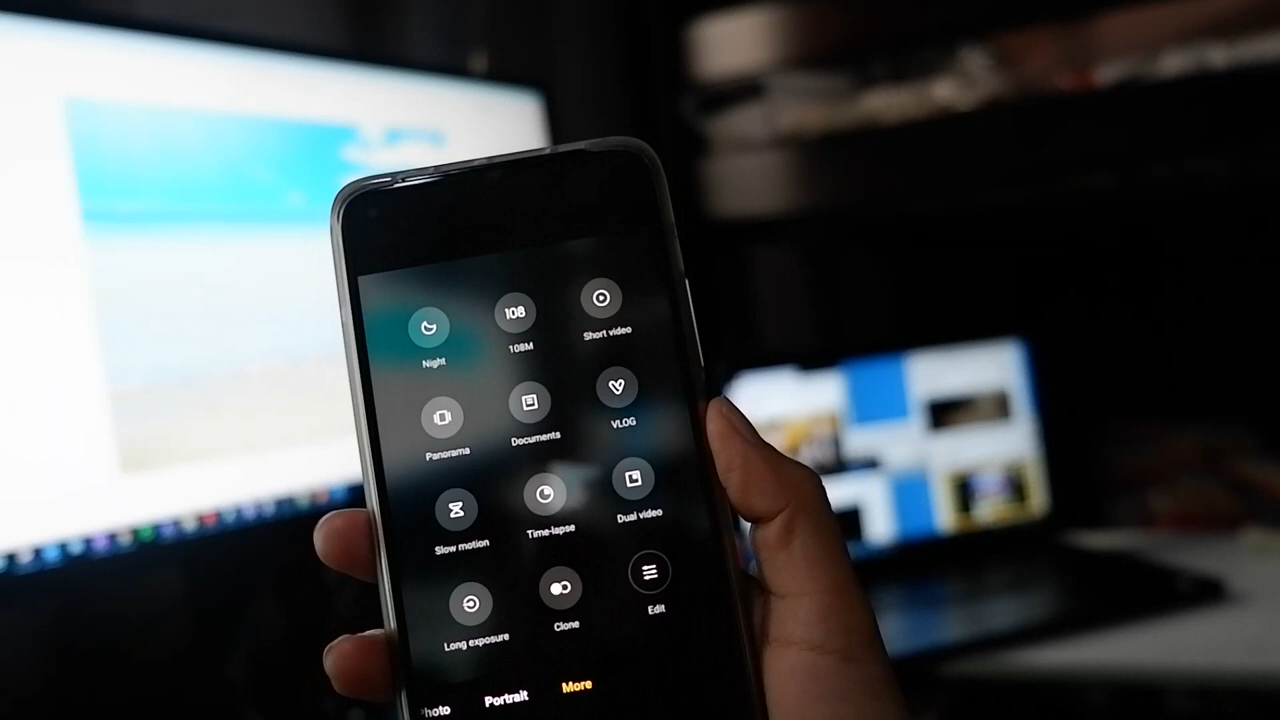 108
Night
108M
Short video
Panorama
Documents
VLOG
Slow motion
Time-lapse
Dual video
Long exposure
Clone
Edit
Portrait
More